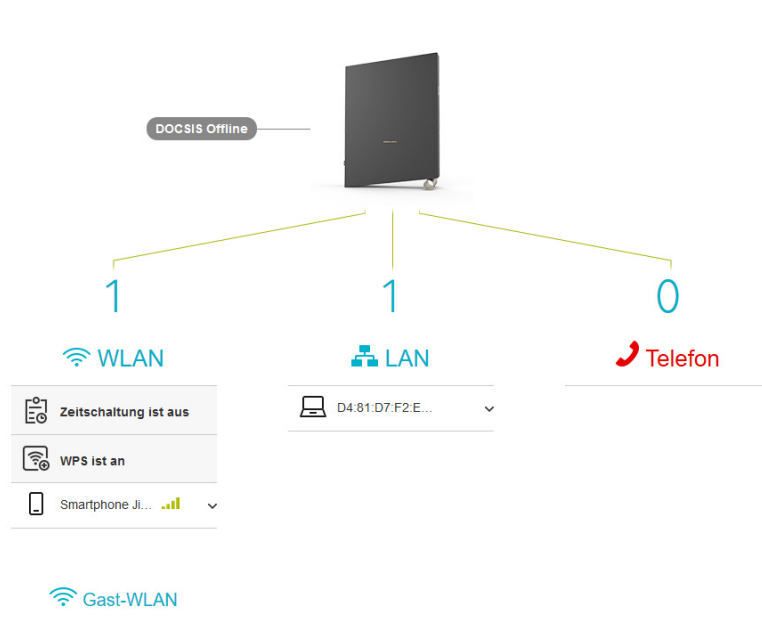 DOCSIS Offline
1
1
0
WLAN
LAN
Telefon
Zeitschaltung ist aus
D4:81:D7:F2:E...
WPS ist an
Smartphone Ji...
Gast-WLAN